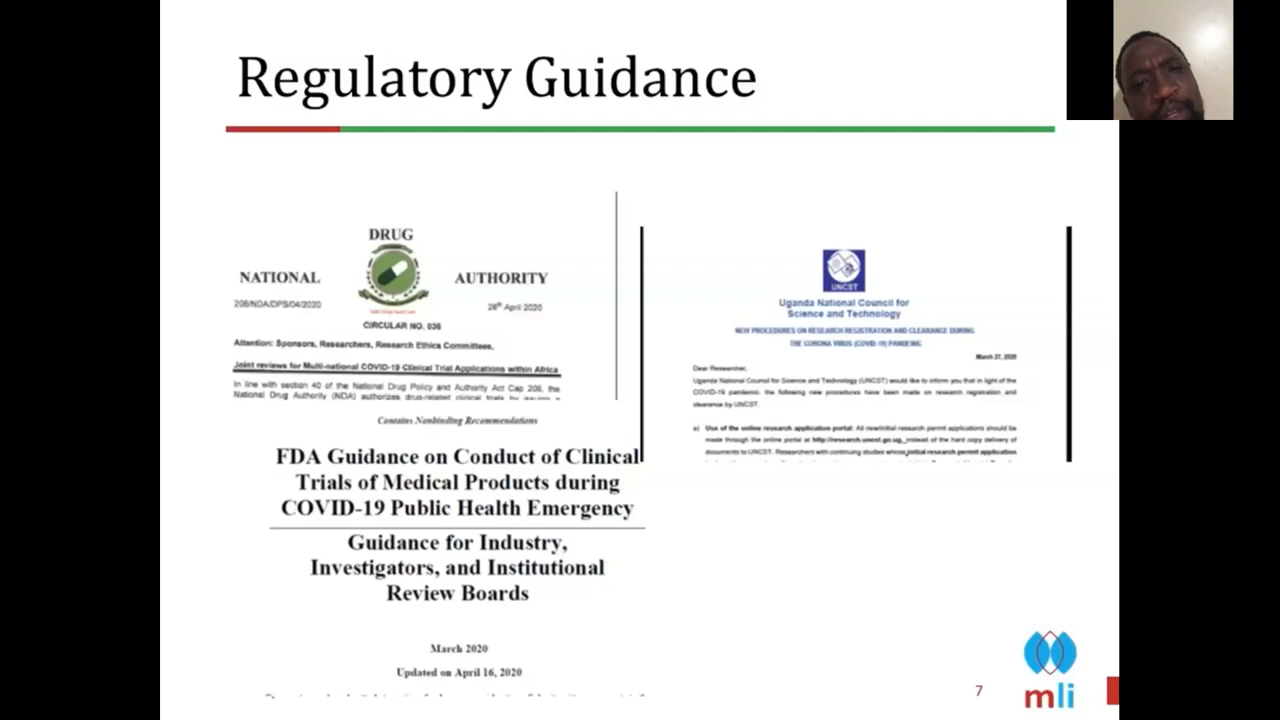 Regulatory Guidance
DRUG
NATIONAL
AUTHORITY
208/NDA/DPS/04/2020
28th April 2020
CIRCULAR NO. 036
Attention: Sponsors, Researchers, Research Ethics Committees,
Joint reviews for Multi-national COVID-19 Clinical Trial Applications within Africa
In line with section 40 of the National Drug Policy and Authority Act Cap 206, the
National Drug Authority (NDA) authorizes drug-related clinical trials
Contains Nonbinding Recommendations
FDA Guidance on Conduct of Clinical
Trials of Medical Products during
COVID-19 Public Health Emergency
Guidance for Industry,
Investigators, and Institutional
Review Boards
March 2020
Updated on April 16, 2020
UNCST
Uganda National Council for
Science and Technology
NEW PROCEDURES ON RESEARCH REGISTRATION AND CLEARANCE DURING
THE CORONA VIRUS (COVID-19) PANDEMIC
March 27, 2020
Dear Researcher,
Uganda National Council for Science and Technology (UNCST) would like to inform you that in light of the
COVID-19 pandemic, the following new procedures have been made on research registration and
clearance by UNCST.
a) Use of the online research application portal: All new/initial research permit applications should be
made through the online portal at http://research.uncst.go.ug, instead of the hard copy delivery of
documents to UNCST. Researchers with continuing studies whose initial research permit application
7
mli